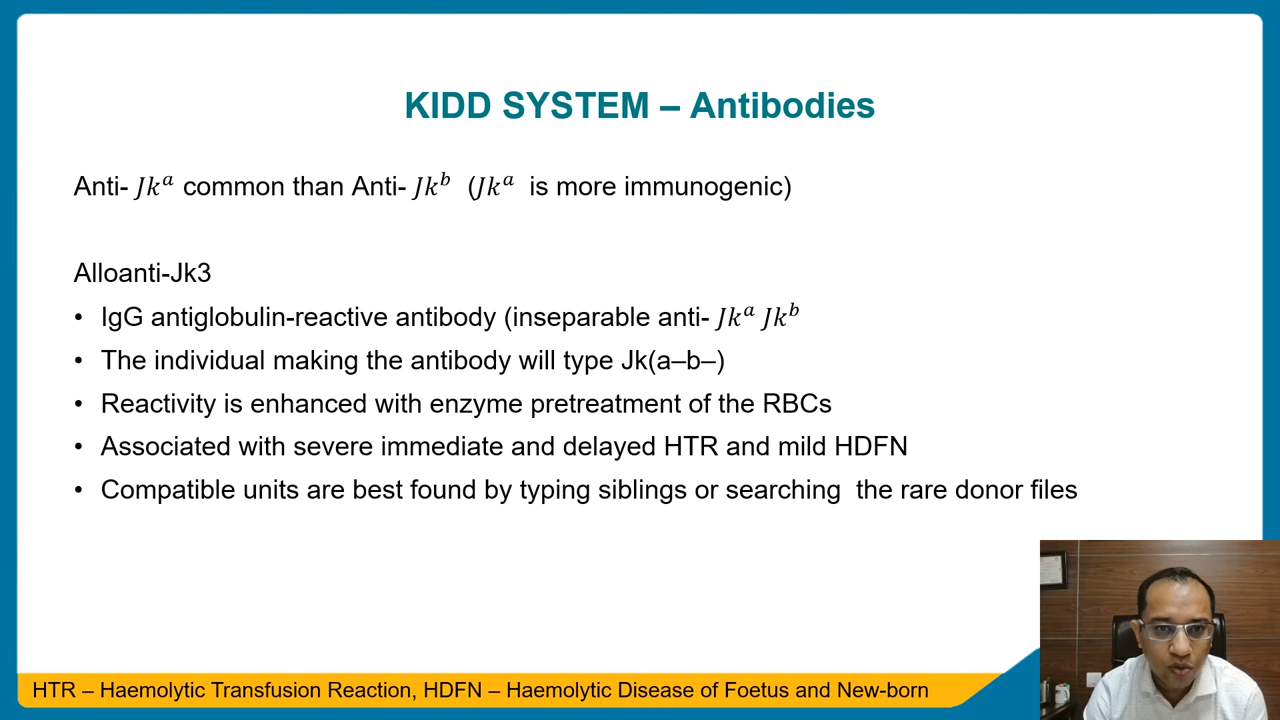 KIDD SYSTEM – Antibodies
Anti- Jkᵃ common than Anti- Jkᵇ (Jkᵃ is more immunogenic)
Alloanti-Jk3
• IgG antiglobulin-reactive antibody (inseparable anti- Jkᵃ Jkᵇ
• The individual making the antibody will type Jk(a–b–)
• Reactivity is enhanced with enzyme pretreatment of the RBCs
• Associated with severe immediate and delayed HTR and mild HDFN
• Compatible units are best found by typing siblings or searching the rare donor files
HTR – Haemolytic Transfusion Reaction, HDFN – Haemolytic Disease of Foetus and New-born